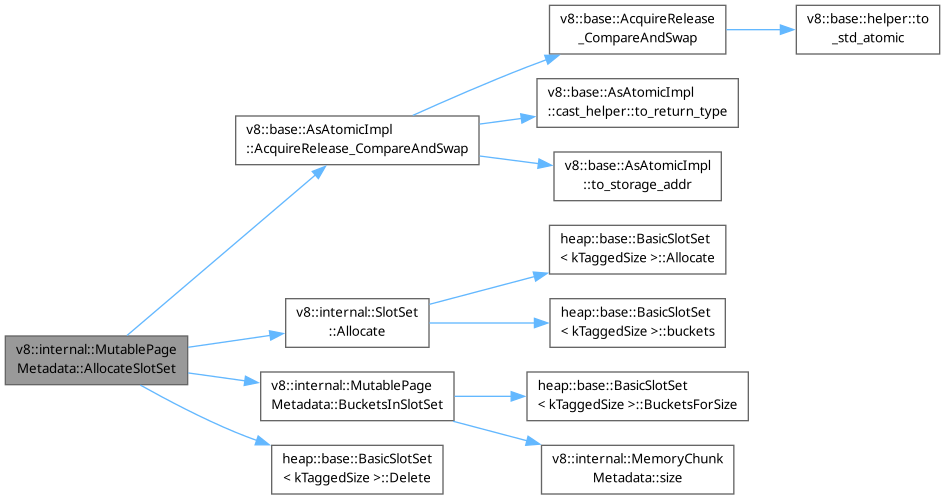 v8::internal::MutablePage
Metadata::AllocateSlotSet
v8::base::AsAtomicImpl
::AcquireRelease_CompareAndSwap
v8::base::AcquireRelease
_CompareAndSwap
v8::base::helper::to
_std_atomic
v8::base::AsAtomicImpl
::cast_helper::to_return_type
v8::base::AsAtomicImpl
::to_storage_addr
v8::internal::SlotSet
::Allocate
heap::base::BasicSlotSet
< kTaggedSize >::Allocate
heap::base::BasicSlotSet
< kTaggedSize >::buckets
v8::internal::MutablePage
Metadata::BucketsInSlotSet
heap::base::BasicSlotSet
< kTaggedSize >::BucketsForSize
v8::internal::MemoryChunk
Metadata::size
heap::base::BasicSlotSet
< kTaggedSize >::Delete